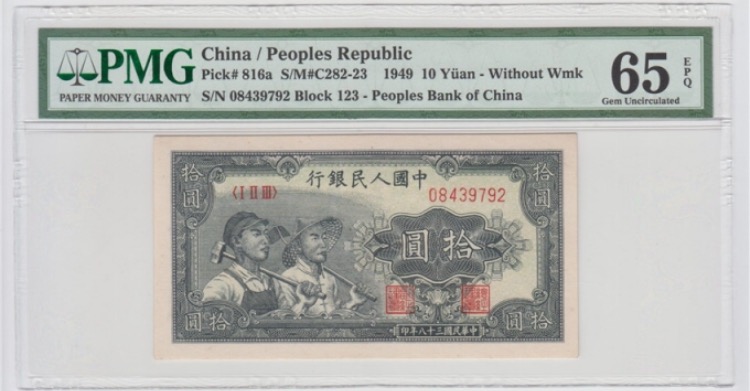 PMG
PAPER MONEY GUARANTY
China / Peoples Republic
Pick# 816a S/M#C282-23 1949 10 Yüan - Without Wmk
S/N 08439792 Block 123 - Peoples Bank of China
65 EPQ
Gem Uncirculated
行銀民人國中
〈I II III〉
08439792
拾圓
拾圓
圓拾
圓
拾
圓
拾
印年八十三國民華中